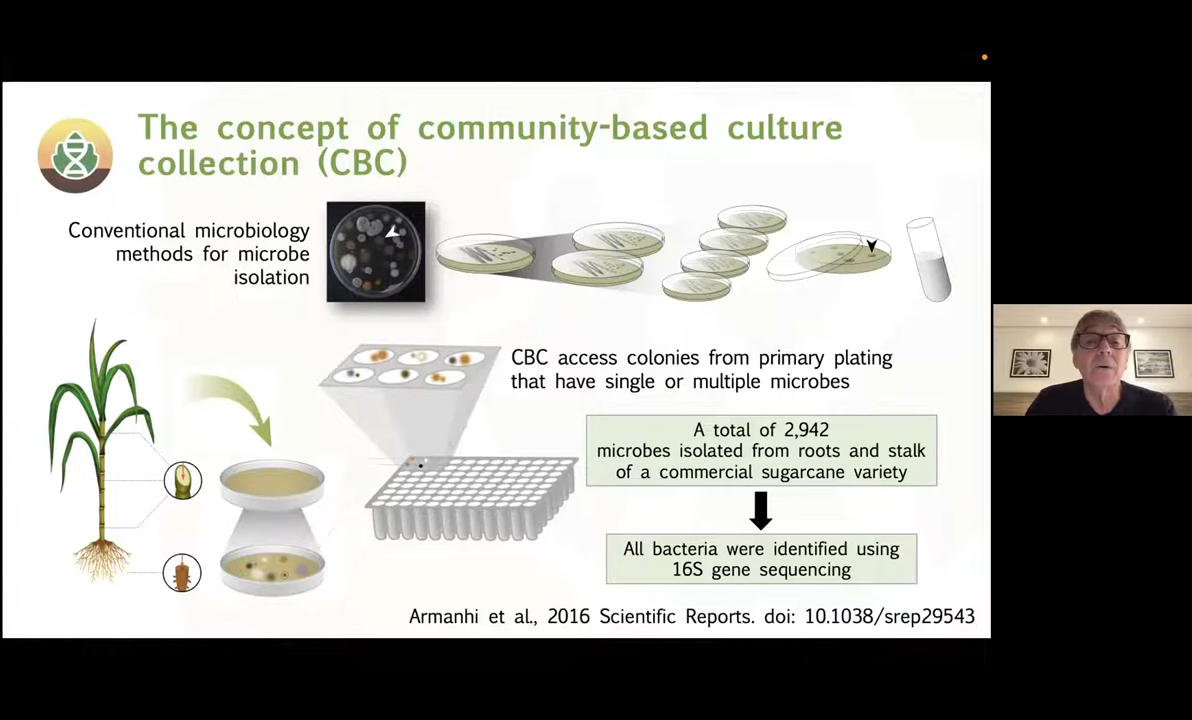 The concept of community-based culture
collection (CBC)
Conventional microbiology
methods for microbe
isolation
CBC access colonies from primary plating
that have single or multiple microbes
A total of 2,942
microbes isolated from roots and stalk
of a commercial sugarcane variety
All bacteria were identified using
16S gene sequencing
Armanhi et al., 2016 Scientific Reports. doi: 10.1038/srep29543